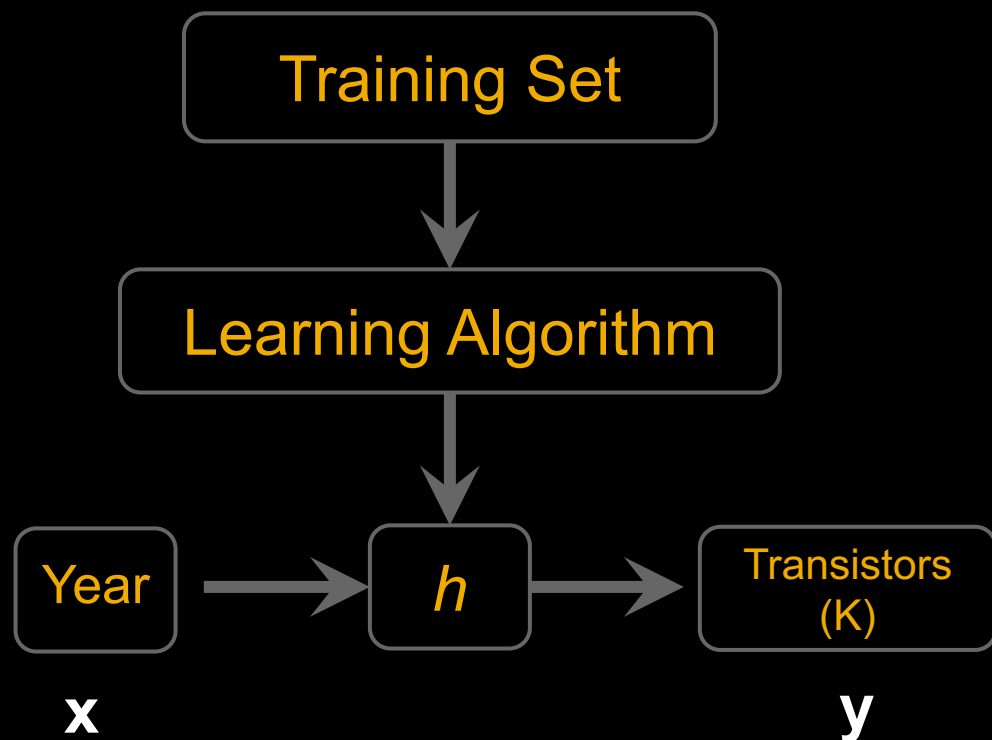 Training Set
Learning Algorithm
Year
h
Transistors
(K)
x
y